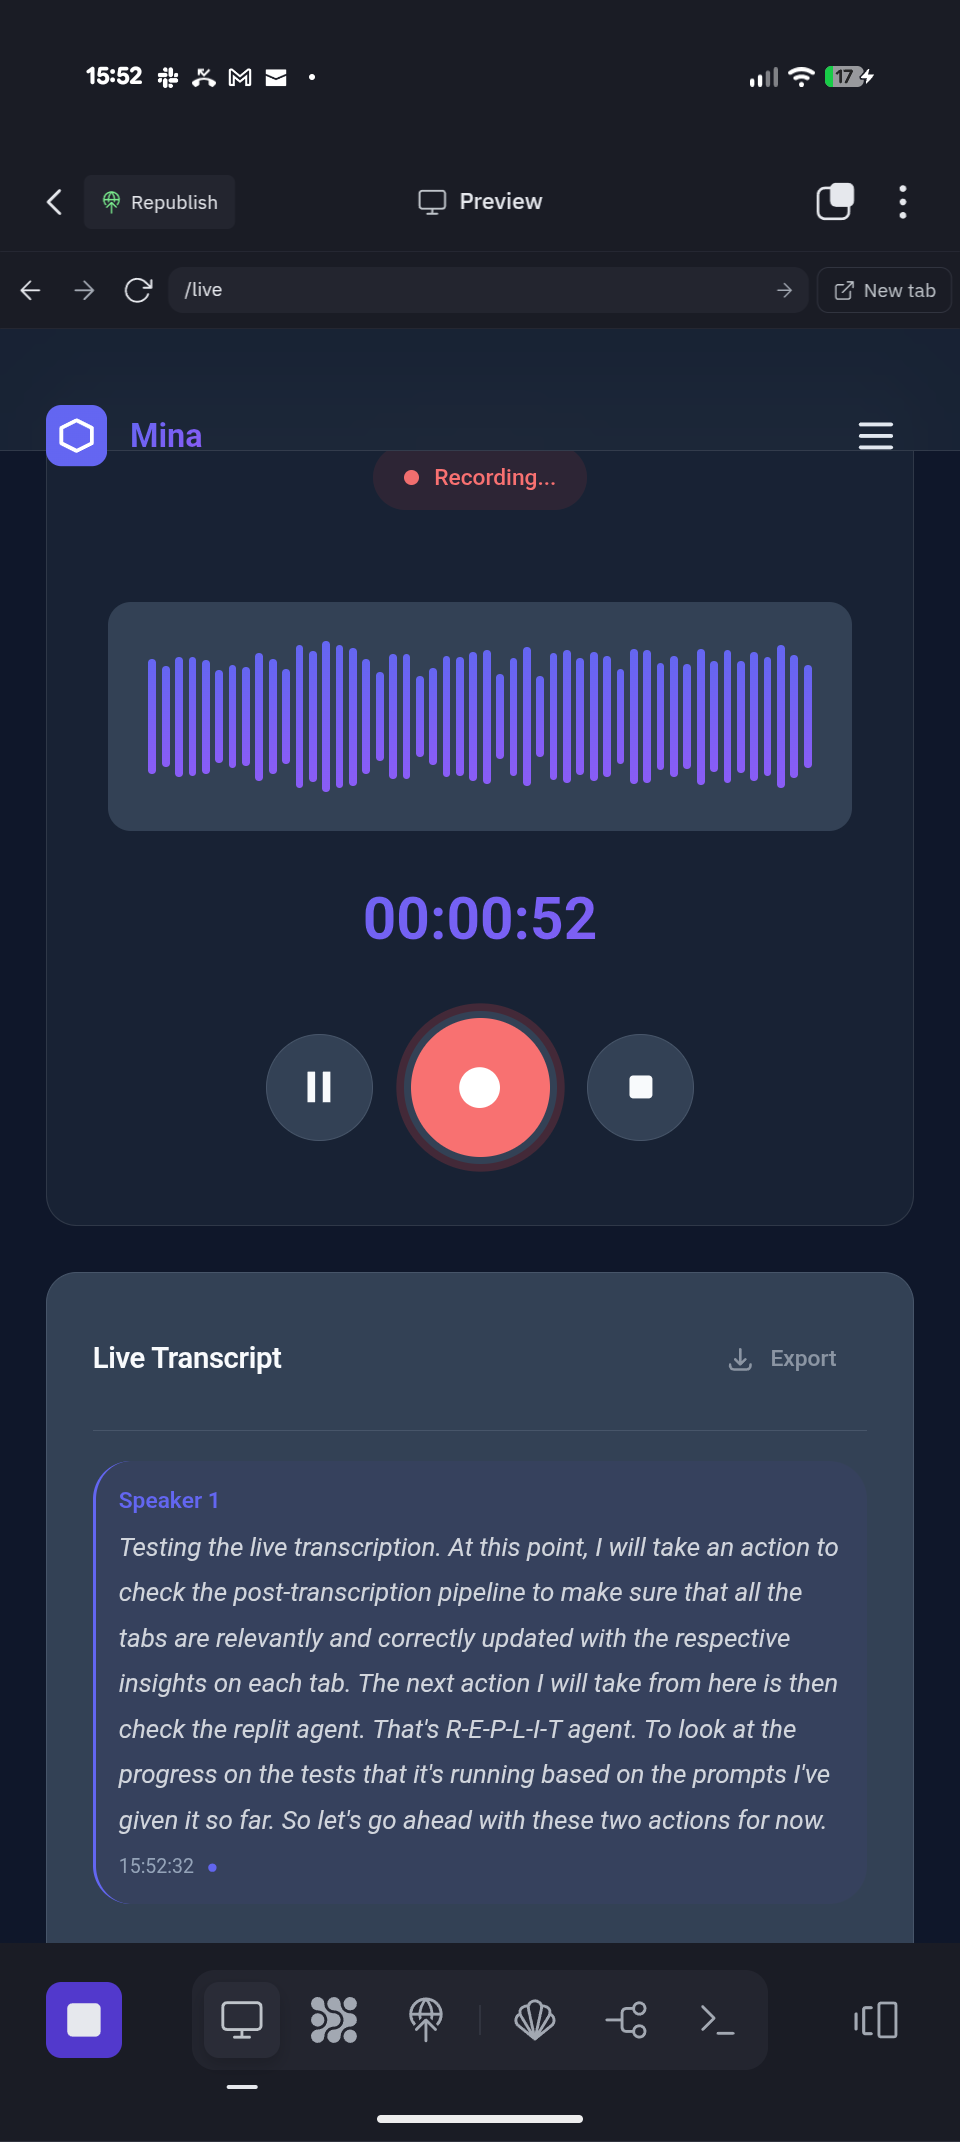 15:52
17
Republish
Preview
/live
New tab
Mina
Recording...
00:00:52
Live Transcript
Export
Speaker 1
Testing the live transcription. At this point, I will take an action to
check the post-transcription pipeline to make sure that all the
tabs are relevantly and correctly updated with the respective
insights on each tab. The next action I will take from here is then
check the replit agent. That's R-E-P-L-I-T agent. To look at the
progress on the tests that it's running based on the prompts I've
given it so far. So let's go ahead with these two actions for now.
15:52:32